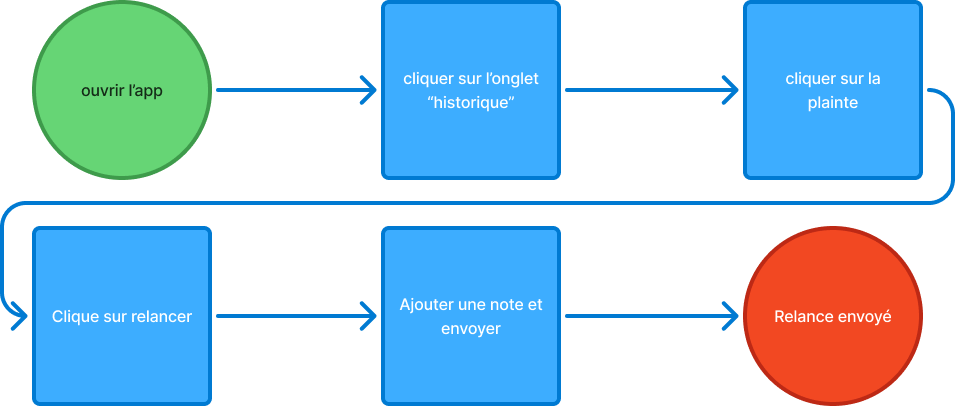 ouvrir l’app
cliquer sur l’onglet
“historique”
cliquer sur la
plainte
Clique sur relancer
Ajouter une note et
envoyer
Relance envoyé